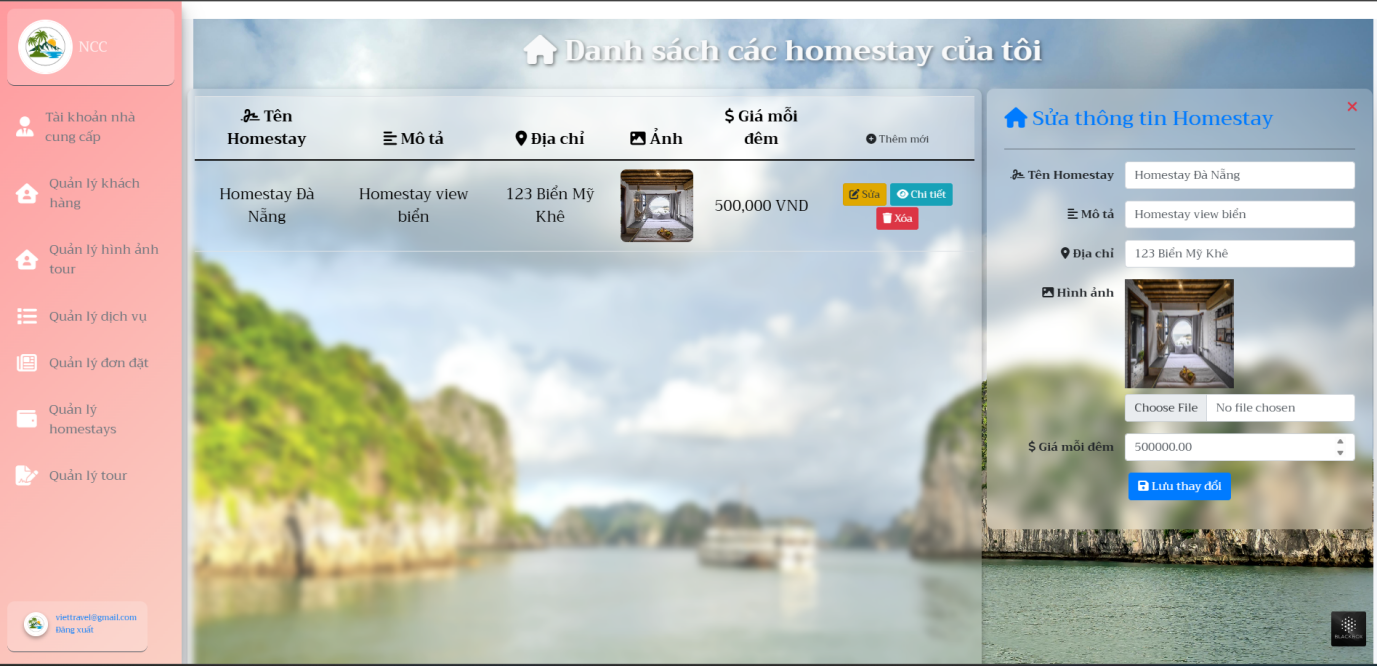 NCC
Tài khoản nhà
cung cấp
Quản lý khách
hàng
Quản lý hình ảnh
tour
Quản lý dịch vụ
Quản lý đơn đặt
Quản lý
homestays
Quản lý tour
viettravel@gmail.com
Đăng xuất
Danh sách các homestay của tôi
Tên
Homestay
Mô tả
Địa chỉ
Ảnh
Giá mỗi
đêm
Thêm mới
Homestay Đà
Nẵng
Homestay view
biển
123 Biển Mỹ
Khê
500,000 VND
Sửa
Chi tiết
Xóa
Sửa thông tin Homestay
Tên Homestay
Homestay Đà Nẵng
Mô tả
Homestay view biển
Địa chỉ
123 Biển Mỹ Khê
Hình ảnh
Choose File
No file chosen
$ Giá mỗi đêm
500000.00
Lưu thay đổi
BLACKBOX